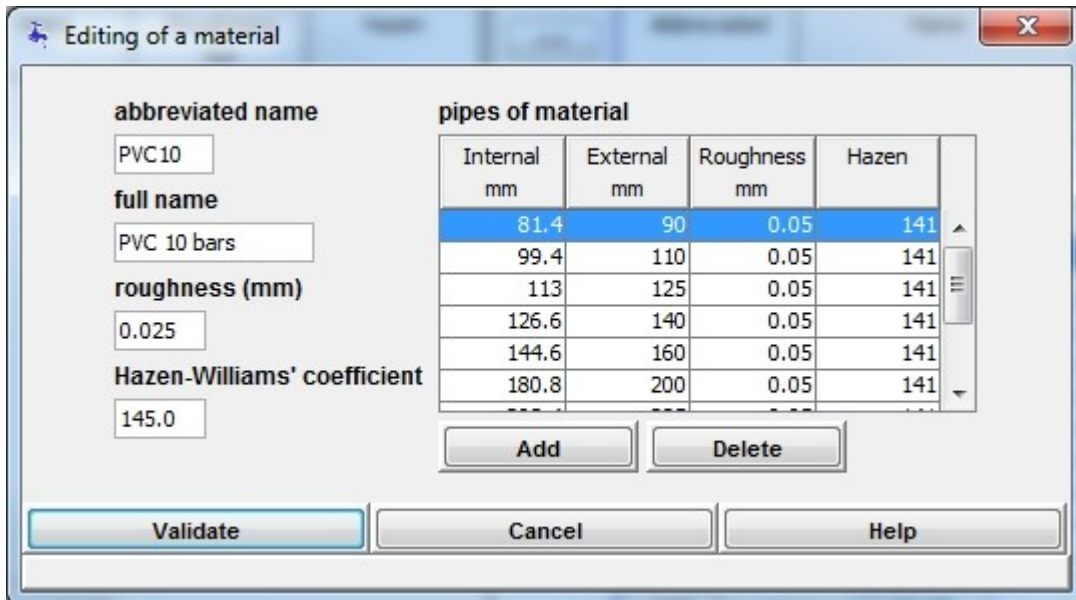 Editing of a material
abbreviated name
PVC10
full name
PVC 10 bars
roughness (mm)
0.025
Hazen-Williams' coefficient
145.0
pipes of material
Internal mm External mm Roughness mm Hazen
81.4 90 0.05 141
99.4 110 0.05 141
113 125 0.05 141
126.6 140 0.05 141
144.6 160 0.05 141
180.8 200 0.05 141
Add Delete
Validate Cancel Help